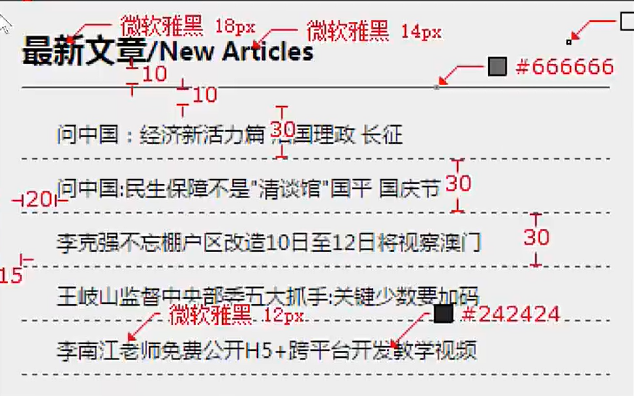 微软雅黑 18px
微软雅黑 14px
最新文章/New Articles
#666666
10
10
问中国：经济新活力篇 国理政 长征
30
问中国:民生保障不是"清谈馆"国平 国庆节
30
20
李克强不忘棚户区改造10日至12日将视察澳门
30
15
王岐山监督中央部委五大抓手:关键少数要加码
微软雅黑 12px
#242424
李南江老师免费公开H5+跨平台开发教学视频